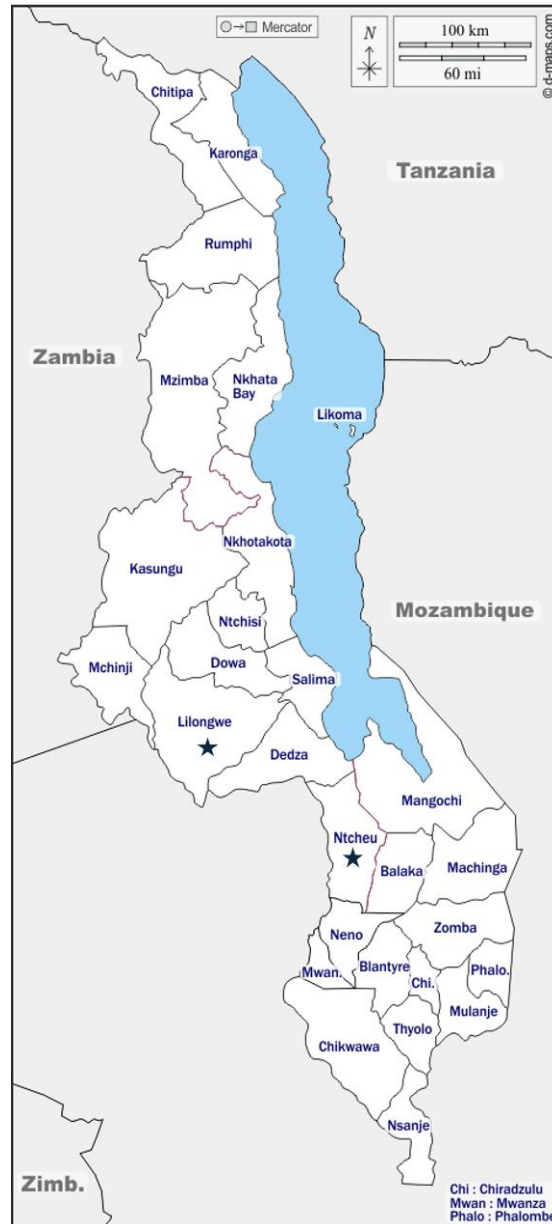 Mercator
N
100 km
60 mi
© d-maps.com
Chitipa
Karonga
Tanzania
Rumphi
Zambia
Mzimba
Nkhata
Bay
Likoma
Nkhotakota
Kasungu
Mozambique
Ntchisi
Dowa
Mchinji
Salima
Lilongwe
Dedza
Mangochi
Ntcheu
Balaka
Machinga
Neno
Zomba
Mwan.
Blantyre
Chi.
Phalo.
Mulanje
Thyolo
Chikwawa
Nsanje
Zimb.
Chi : Chiradzulu
Mwan : Mwanza
Phalo : Phalombe